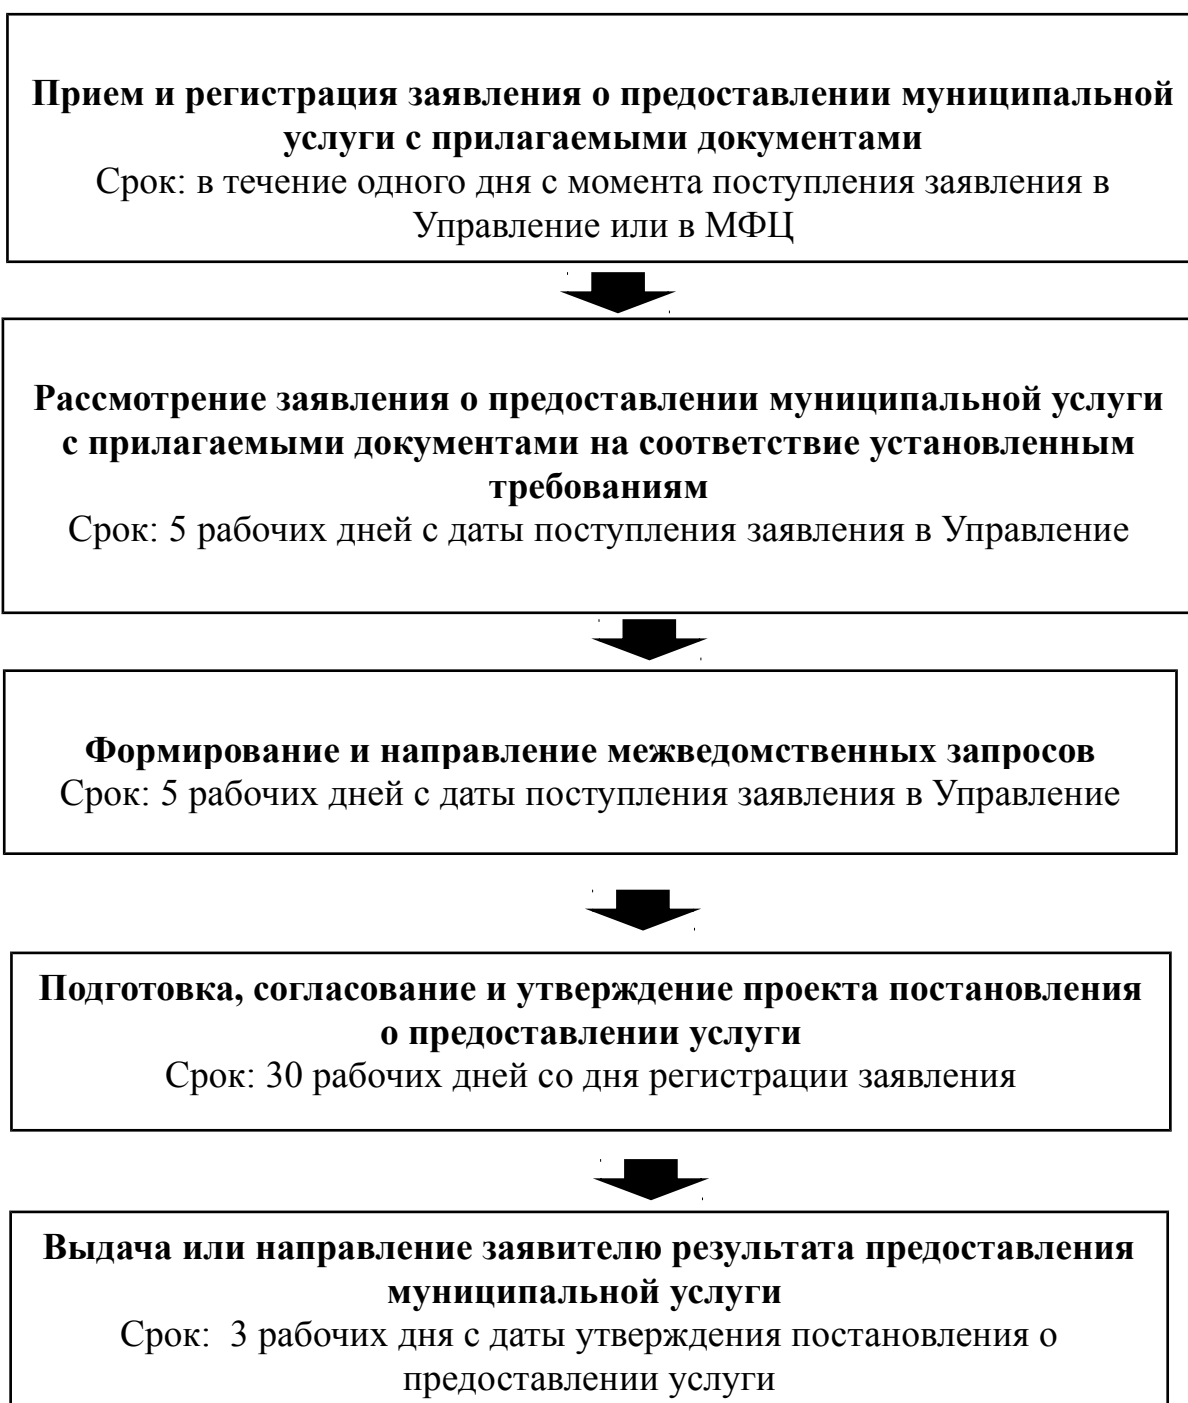 Прием и регистрация заявления о предоставлении муниципальной
услуги с прилагаемыми документами
Срок: в течение одного дня с момента поступления заявления в
Управление или в МФЦ
Рассмотрение заявления о предоставлении муниципальной услуги
с прилагаемыми документами на соответствие установленным
требованиям
Срок: 5 рабочих дней с даты поступления заявления в Управление
Формирование и направление межведомственных запросов
Срок: 5 рабочих дней с даты поступления заявления в Управление
Подготовка, согласование и утверждение проекта постановления
о предоставлении услуги
Срок: 30 рабочих дней со дня регистрации заявления
Выдача или направление заявителю результата предоставления
муниципальной услуги
Срок:  3 рабочих дня с даты утверждения постановления о
предоставлении услуги